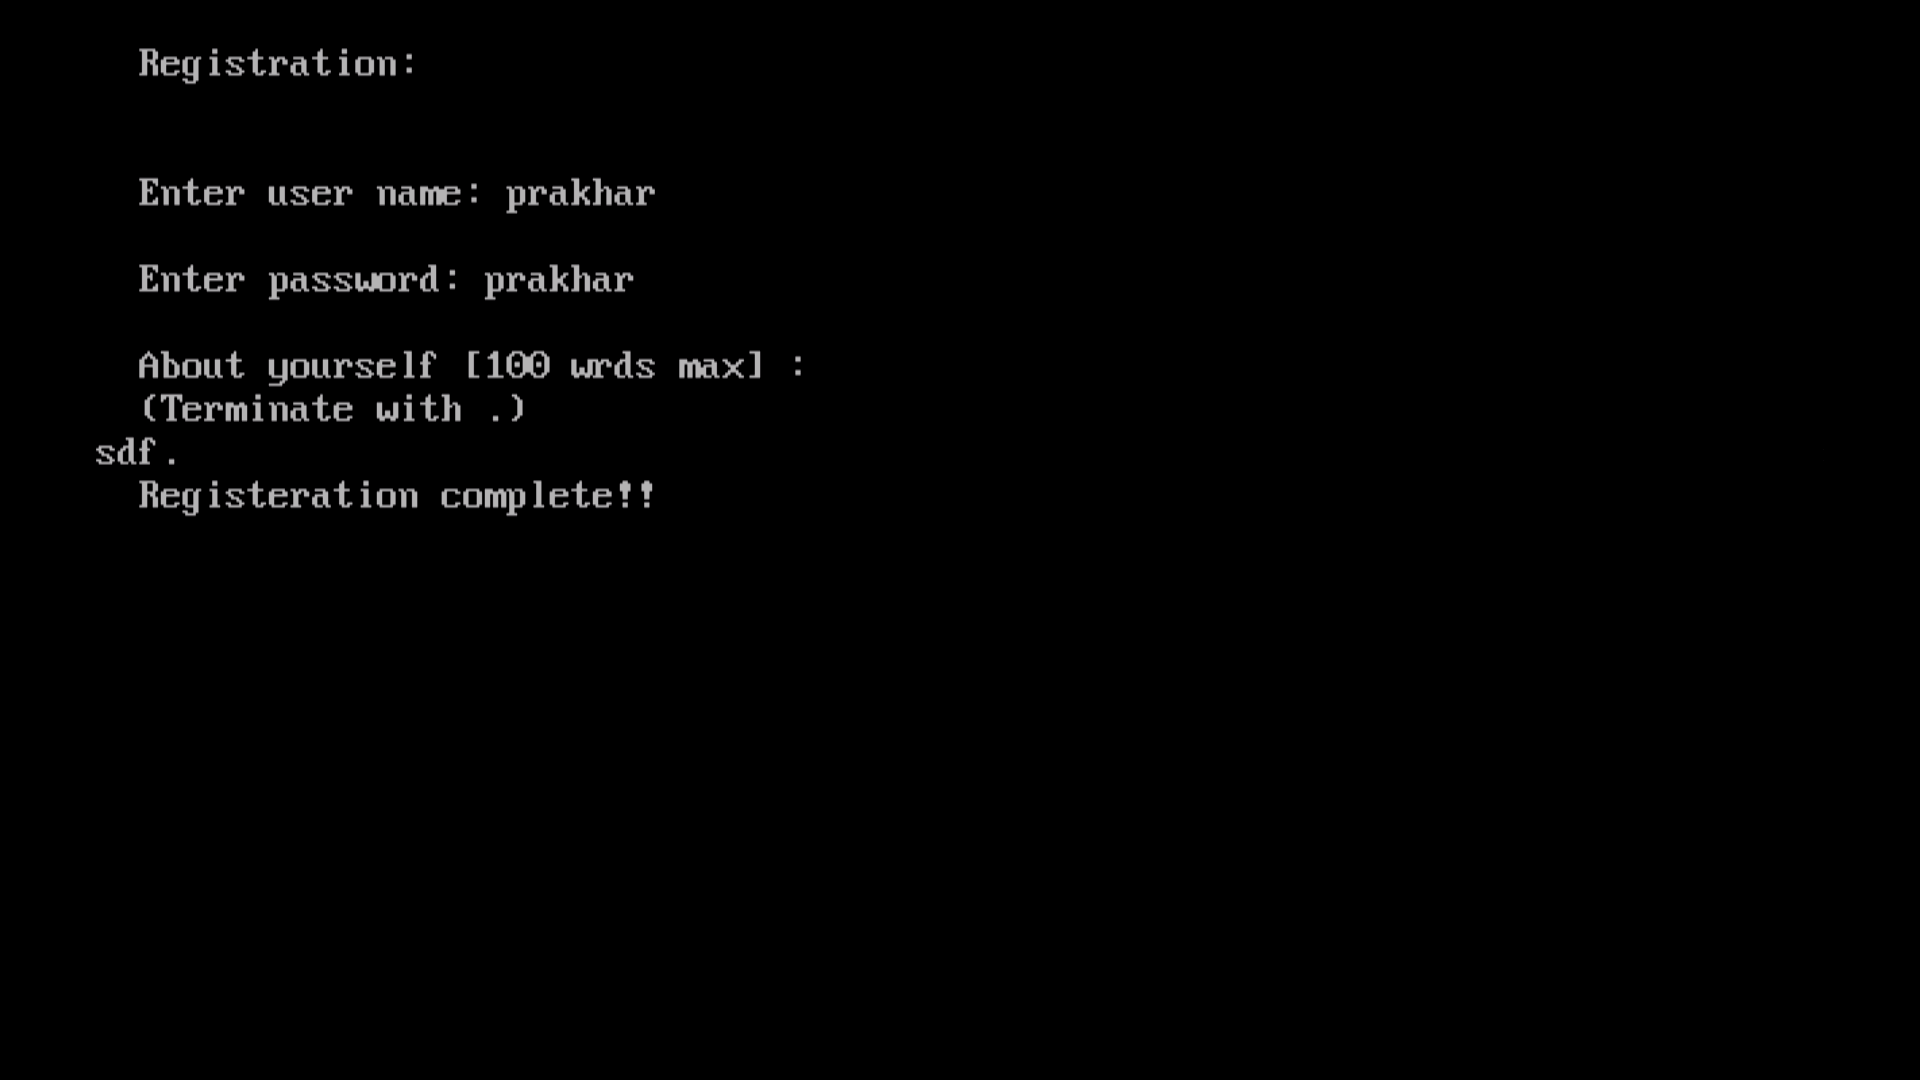 Registration:
Enter user name: prakhar
Enter password: prakhar
About yourself [100 wrds max] :
(Terminate with .)
sdf.
Registeration complete!!